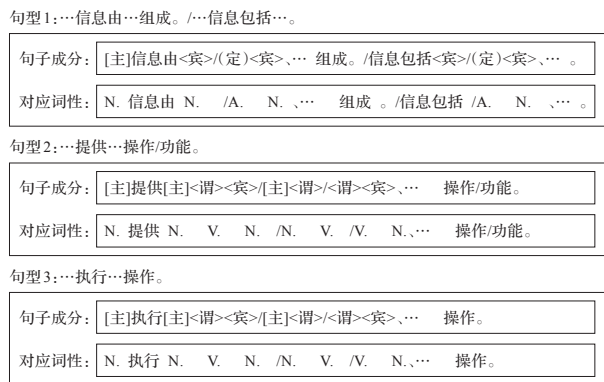 句型1:…信息由…组成。/…信息包括…。
句子成分: [主]信息由<宾>/(定)<宾>、… 组成。/信息包括<宾>/(定)<宾>、… 。
对应词性: N. 信息由 N. /A. N. 、… 组成 。/信息包括 /A. N. 、… 。
句型2:…提供…操作/功能。
句子成分: [主]提供[主]<谓><宾>/[主]<谓>/<谓><宾>、… 操作/功能。
对应词性: N. 提供 N. V. N. /N. V. /V. N.、… 操作/功能。
句型3:…执行…操作。
句子成分: [主]执行[主]<谓><宾>/[主]<谓>/<谓><宾>、… 操作。
对应词性: N. 执行 N. V. N. /N. V. /V. N.、… 操作。